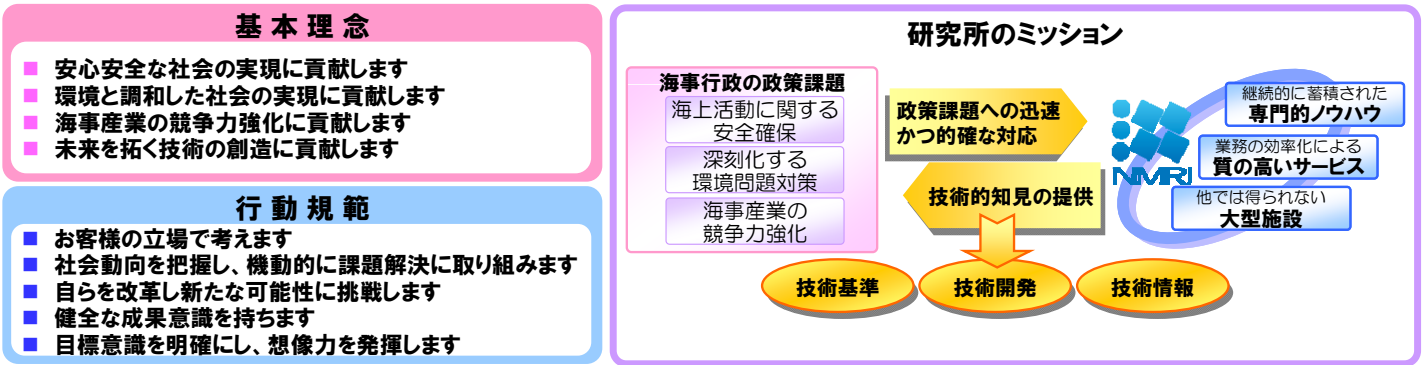 基本理念
■ 安心安全な社会の実現に貢献します
■ 環境と調和した社会の実現に貢献します
■ 海事産業の競争力強化に貢献します
■ 未来を拓く技術の創造に貢献します
行動規範
■ お客様の立場で考えます
■ 社会動向を把握し、機動的に課題解決に取り組みます
■ 自らを改革し新たな可能性に挑戦します
■ 健全な成果意識を持ちます
■ 目標意識を明確にし、想像力を発揮します
研究所のミッション
海事行政の政策課題
海上活動に関する
安全確保
深刻化する
環境問題対策
海事産業の
競争力強化
政策課題への迅速
かつ的確な対応
技術的知見の提供
NMRI
継続的に蓄積された
専門的ノウハウ
業務の効率化による
質の高いサービス
他では得られない
大型施設
技術基準
技術開発
技術情報